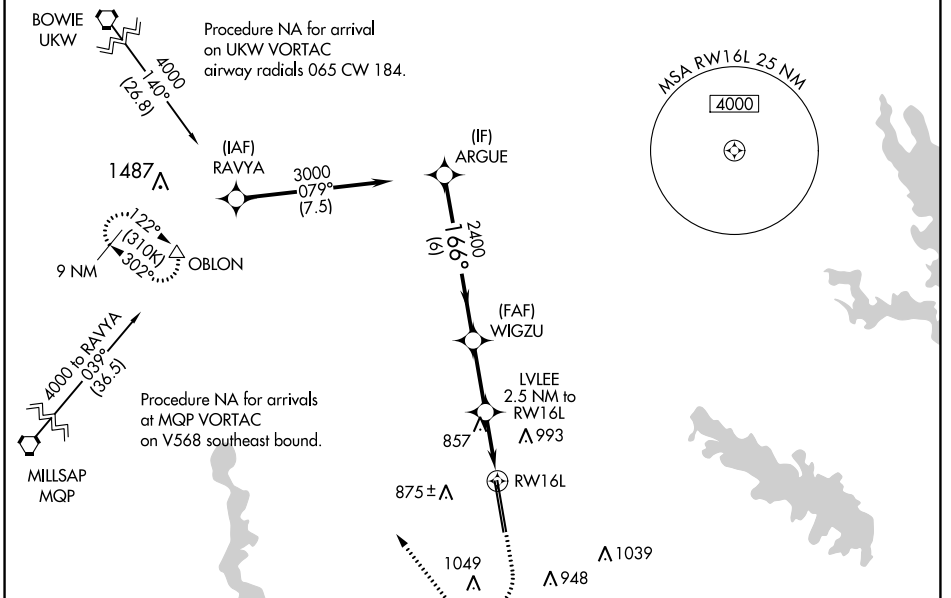 BOWIE
UKW
Procedure NA for arrival
on UKW VORTAC
airway radials 065 CW 184.
4000
140°
(26.8)
MSA RW16L 25 NM
4000
(IAF)
RAVYA
3000
079°
(7.5)
(IF)
ARGUE
1487
122°
(310K)
302°
9 NM
OBLON
2400
166°
(6)
(FAF)
WIGZU
4000 to RAVYA
039°
(36.5)
LVLEE
2.5 NM to
RW16L
857
993
Procedure NA for arrivals
at MQP VORTAC
on V568 southeast bound.
MILLSAP
MQP
RW16L
875±
1049
948
1039